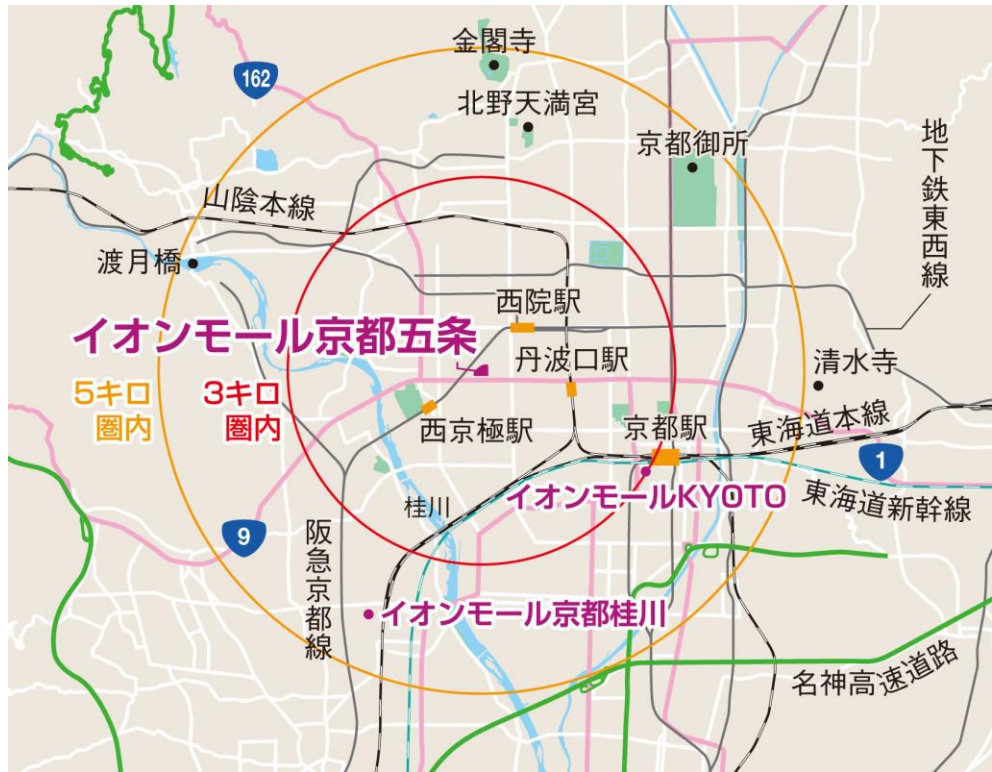 金閣寺
162
北野天満宮
京都御所
地下鉄東西線
山陰本線
渡月橋
西院駅
イオンモール京都五条
丹波口駅
清水寺
5キロ
圏内
3キロ
圏内
西京極駅
京都駅
東海道本線
1
イオンモールKYOTO
東海道新幹線
桂川
9
阪急京都線
イオンモール京都桂川
名神高速道路